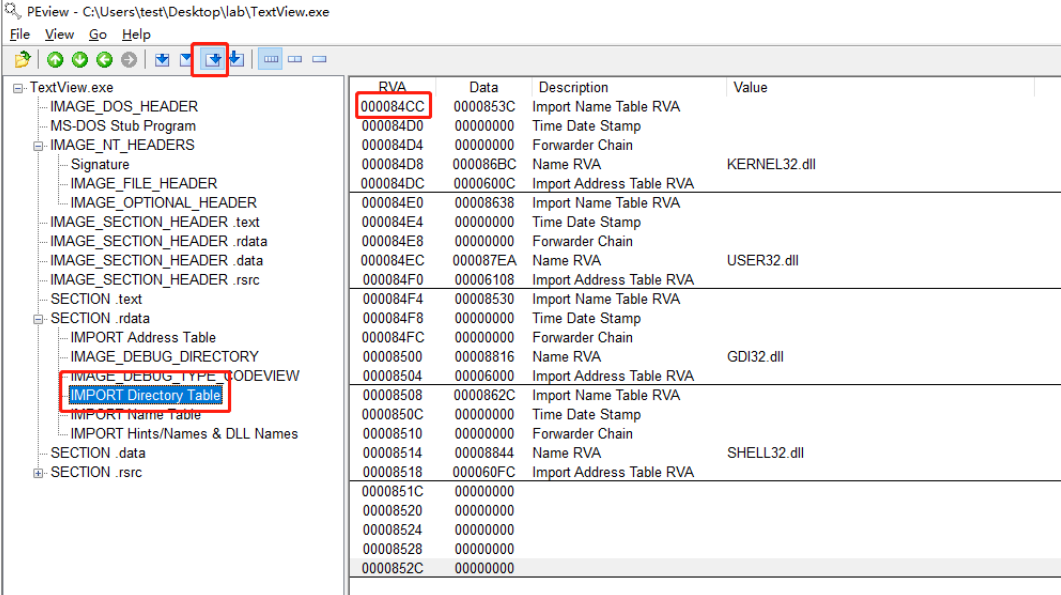 PEview - C:\Users\test\Desktop\lab\TextView.exe
File View Go Help
TextView.exe
IMAGE_DOS_HEADER
MS-DOS Stub Program
IMAGE_NT_HEADERS
Signature
IMAGE_FILE_HEADER
IMAGE_OPTIONAL_HEADER
IMAGE_SECTION_HEADER .text
IMAGE_SECTION_HEADER .rdata
IMAGE_SECTION_HEADER .data
IMAGE_SECTION_HEADER .rsrc
SECTION .text
SECTION .rdata
IMPORT Address Table
IMAGE_DEBUG_DIRECTORY
IMAGE_DEBUG_TYPE_CODEVIEW
IMPORT Directory Table
IMPORT Name Table
IMPORT Hints/Names & DLL Names
SECTION .data
SECTION .rsrc
RVA Data Description Value
000084CC 0000853C Import Name Table RVA
000084D0 00000000 Time Date Stamp
000084D4 00000000 Forwarder Chain
000084D8 000086BC Name RVA KERNEL32.dll
000084DC 0000600C Import Address Table RVA
000084E0 00008638 Import Name Table RVA
000084E4 00000000 Time Date Stamp
000084E8 00000000 Forwarder Chain
000084EC 000087EA Name RVA USER32.dll
000084F0 00006108 Import Address Table RVA
000084F4 00008530 Import Name Table RVA
000084F8 00000000 Time Date Stamp
000084FC 00000000 Forwarder Chain
00008500 00008816 Name RVA GDI32.dll
00008504 00006000 Import Address Table RVA
00008508 0000862C Import Name Table RVA
0000850C 00000000 Time Date Stamp
00008510 00000000 Forwarder Chain
00008514 00008844 Name RVA SHELL32.dll
00008518 000060FC Import Address Table RVA
0000851C 00000000
00008520 00000000
00008524 00000000
00008528 00000000
0000852C 00000000